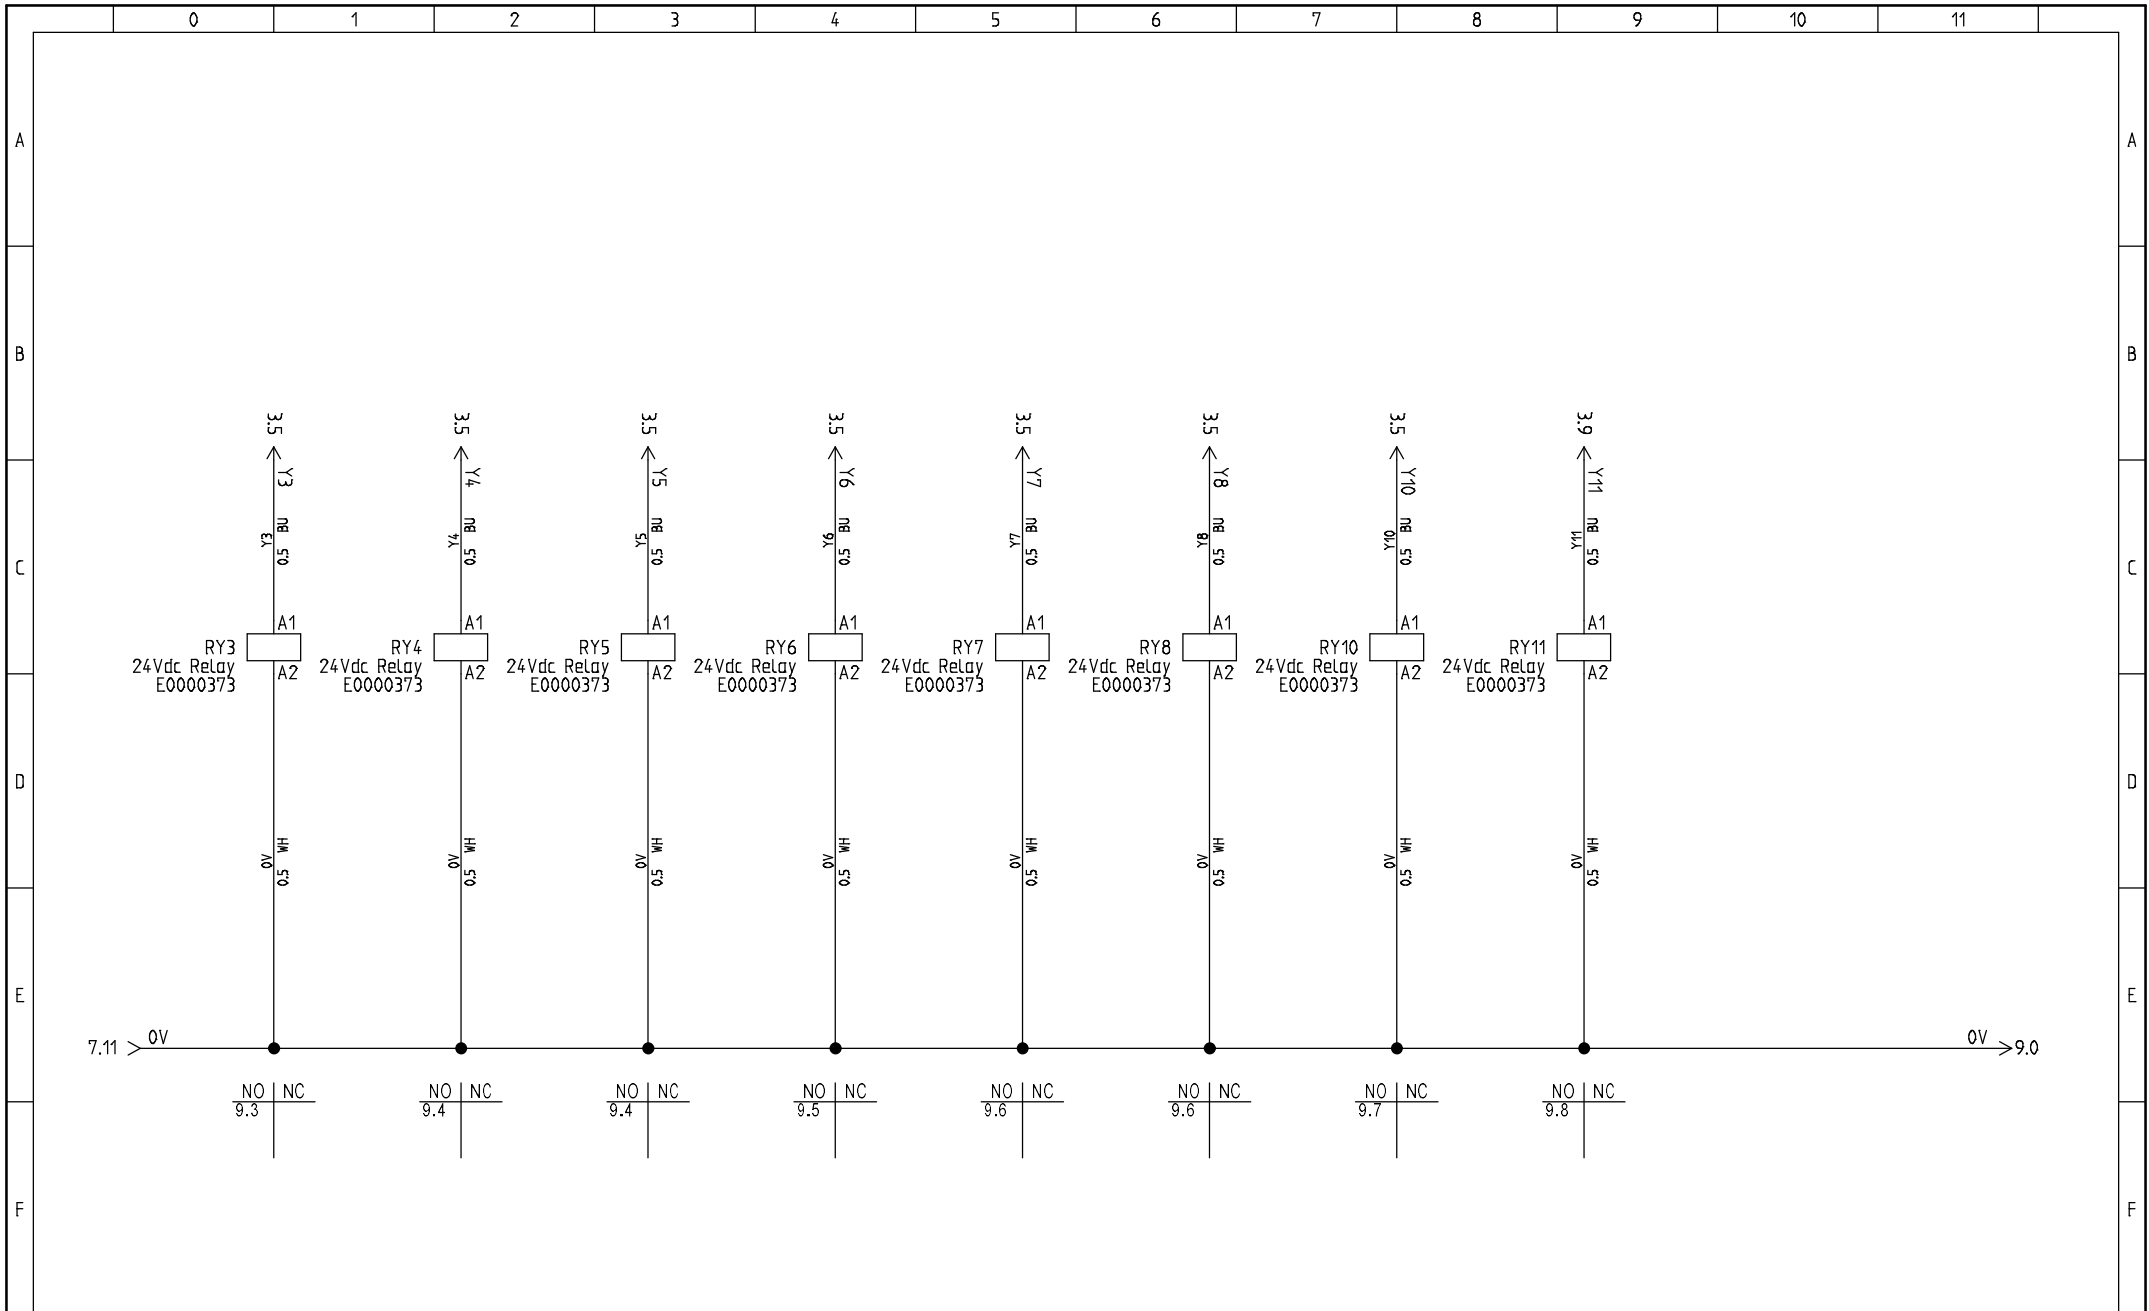 0 1 2 3 4 5 6 7 8 9 10 11
A A
B B
3.5 3.5 3.5 3.5 3.5 3.5 3.5 3.9
Y3 Y4 Y5 Y6 Y7 Y8 Y10 Y11
Y3 BU 0.5 Y4 BU 0.5 Y5 BU 0.5 Y6 BU 0.5 Y7 BU 0.5 Y8 BU 0.5 Y10 BU 0.5 Y11 BU 0.5
C C
A1 A1 A1 A1 A1 A1 A1 A1
RY3 RY4 RY5 RY6 RY7 RY8 RY10 RY11
24Vdc Relay 24Vdc Relay 24Vdc Relay 24Vdc Relay 24Vdc Relay 24Vdc Relay 24Vdc Relay 24Vdc Relay
A2 A2 A2 A2 A2 A2 A2 A2
E0000373 E0000373 E0000373 E0000373 E0000373 E0000373 E0000373 E0000373
D D
0V WH 0.5 0V WH 0.5 0V WH 0.5 0V WH 0.5 0V WH 0.5 0V WH 0.5 0V WH 0.5 0V WH 0.5
E E
7.11 0V 0V 9.0
NO NC NO NC NO NC NO NC NO NC NO NC NO NC NO NC
9.3 9.4 9.4 9.5 9.6 9.6 9.7 9.8
F F